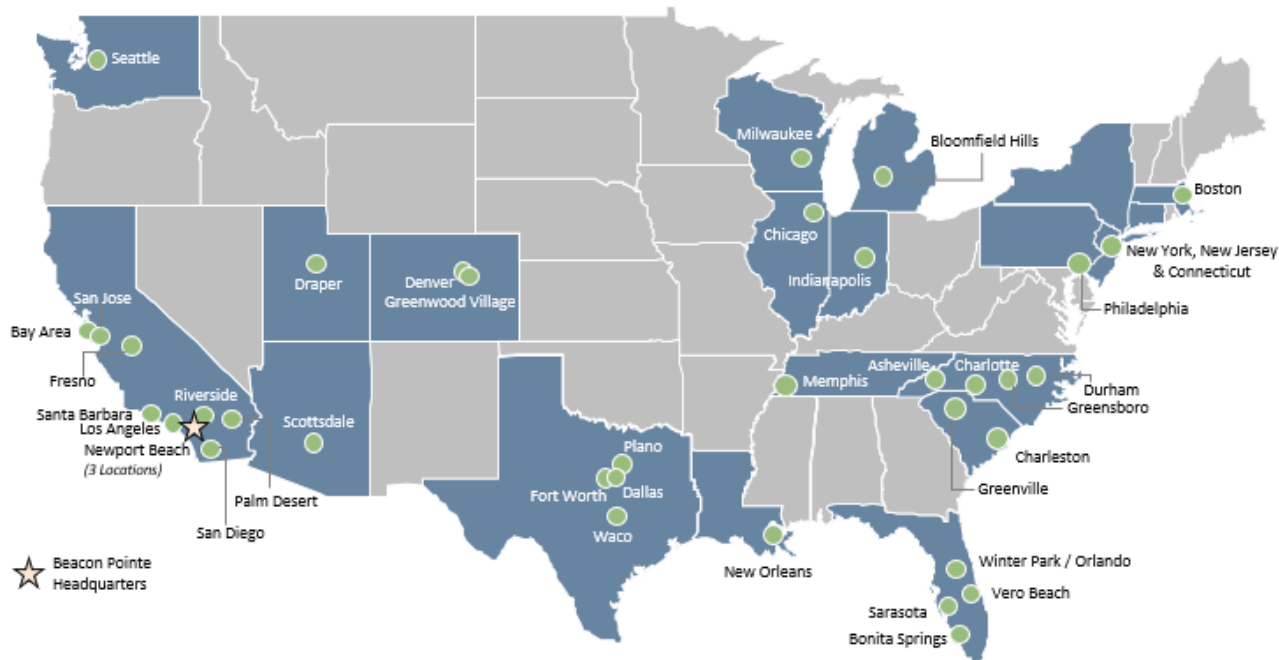 Seattle
Milwaukee
Bloomfield Hills
Boston
Chicago
New York, New Jersey
& Connecticut
Draper
Denver
Greenwood Village
Indianapolis
San Jose
Philadelphia
Bay Area
Fresno
Asheville
Charlotte
Memphis
Durham
Greensboro
Riverside
Santa Barbara
Los Angeles
Scottsdale
Newport Beach
(3 Locations)
Plano
Charleston
Fort Worth
Dallas
Greenville
Palm Desert
San Diego
Waco
Beacon Pointe
Headquarters
New Orleans
Winter Park / Orlando
Vero Beach
Sarasota
Bonita Springs